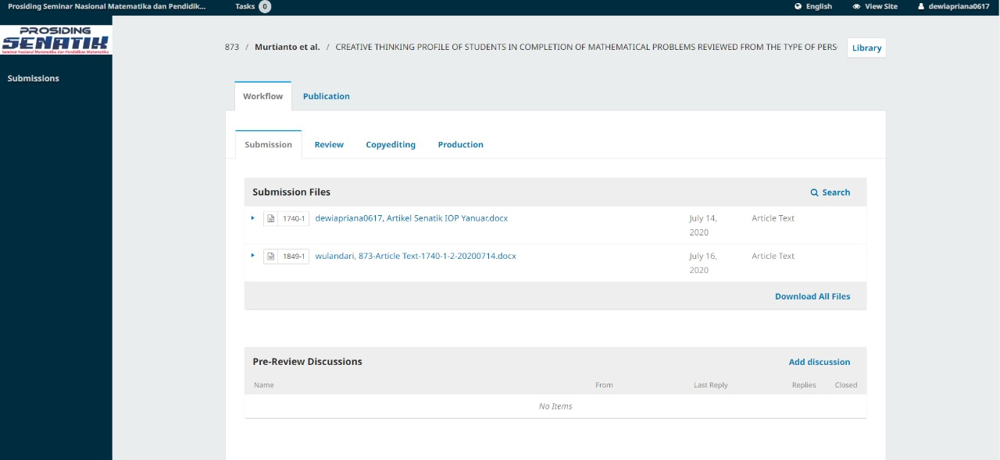 Prosiding Seminar Nasional Matematika dan Pendidik...
Tasks 0
English
View Site
dewiapriana0617
PROSIDING
SENATIK
Seminar Nasional Matematika dan Pendidikan Matematika
Submissions
873 / Murtianto et al. / CREATIVE THINKING PROFILE OF STUDENTS IN COMPLETION OF MATHEMATICAL PROBLEMS REVIEWED FROM THE TYPE OF PERS
Library
Workflow
Publication
Submission
Review
Copyediting
Production
Submission Files
Search
1740-1 dewiapriana0617, Artikel Senatik IOP Yanuar.docx July 14, Article Text
2020
1849-1 wulandari, 873-Article Text-1740-1-2-20200714.docx July 16, Article Text
2020
Download All Files
Pre-Review Discussions
Add discussion
Name From Last Reply Replies Closed
No Items